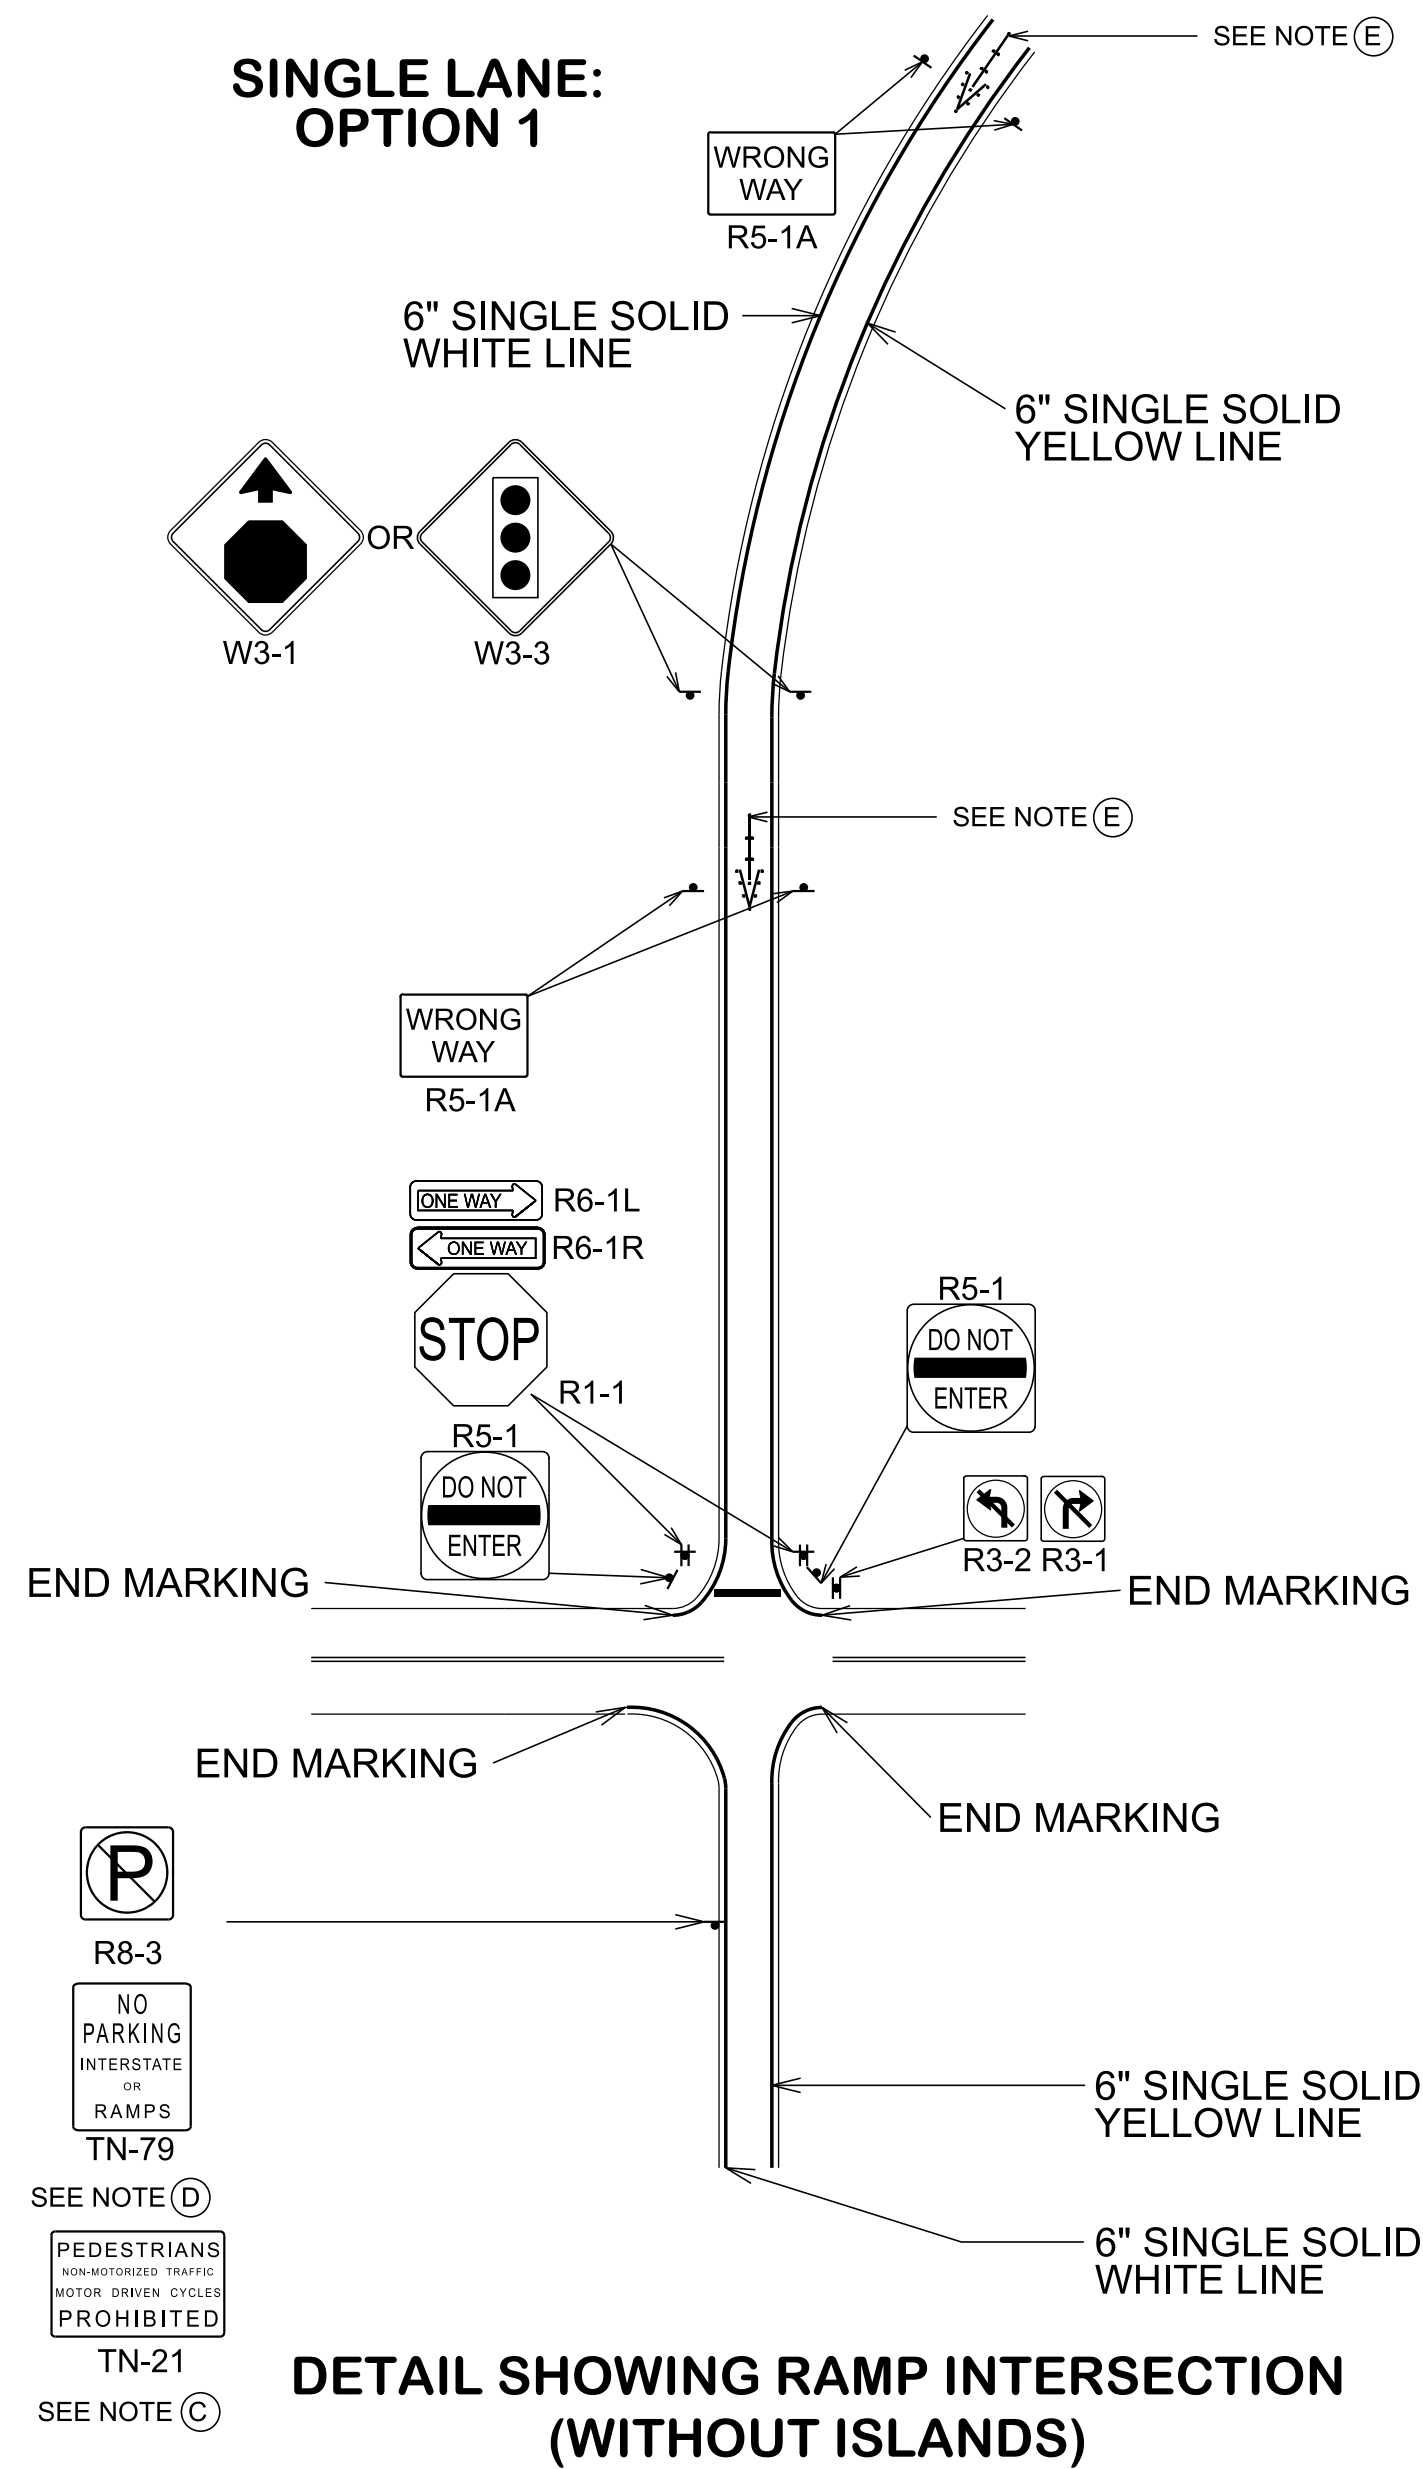 SINGLE LANE:
OPTION 1
SEE NOTE E
WRONG
WAY
R5-1A
6" SINGLE SOLID
WHITE LINE
6" SINGLE SOLID
YELLOW LINE
OR
W3-1
W3-3
SEE NOTE E
WRONG
WAY
R5-1A
ONE WAY R6-1L
ONE WAY R6-1R
STOP
R1-1
R5-1
DO NOT
ENTER
R5-1
DO NOT
ENTER
R3-2 R3-1
END MARKING
END MARKING
END MARKING
END MARKING
P
R8-3
NO
PARKING
INTERSTATE
OR
RAMPS
TN-79
SEE NOTE D
PEDESTRIANS
NON-MOTORIZED TRAFFIC
MOTOR DRIVEN CYCLES
PROHIBITED
TN-21
SEE NOTE C
6" SINGLE SOLID
YELLOW LINE
6" SINGLE SOLID
WHITE LINE
DETAIL SHOWING RAMP INTERSECTION
(WITHOUT ISLANDS)